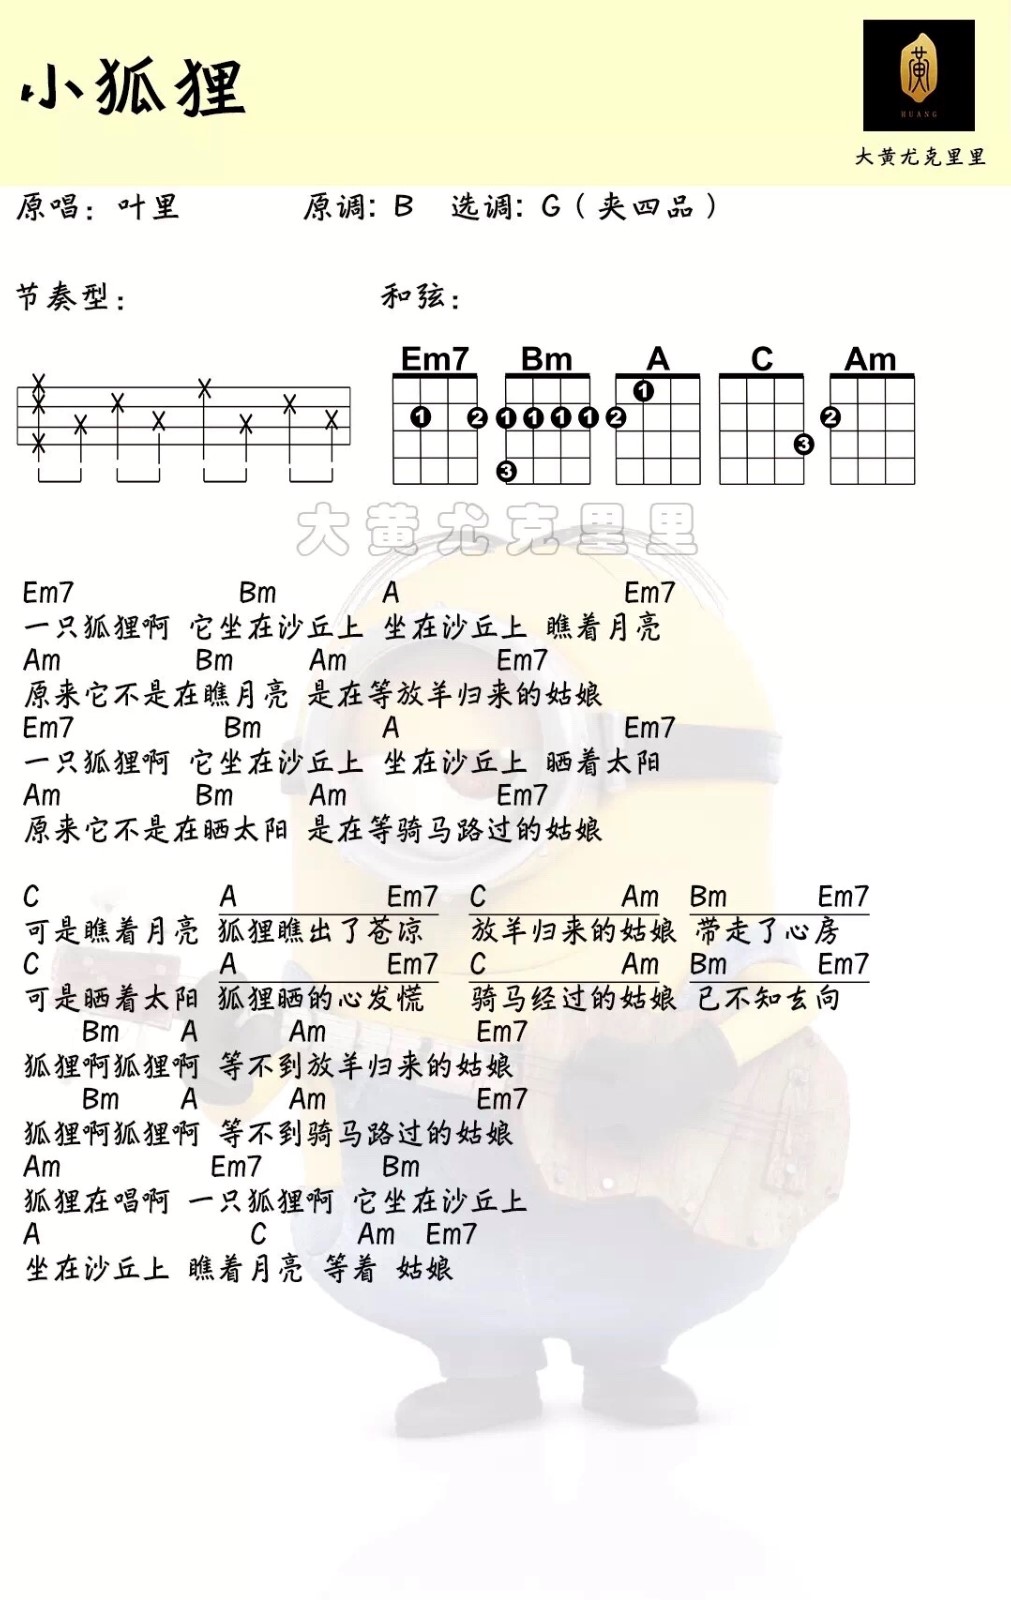 小狐狸
黄
HUANG
大黄尤克里里
原唱：叶里 原调: B 选调: G（夹四品）
节奏型： 和弦：
Em7 Bm A C Am
1 2 1 1 1 1 3 1 2 3 2
大黄尤克里里
Em7 Bm A Em7
一只狐狸啊 它坐在沙丘上 坐在沙丘上 瞧着月亮
Am Bm Am Em7
原来它不是在瞧月亮 是在等放羊归来的姑娘
Em7 Bm A Em7
一只狐狸啊 它坐在沙丘上 坐在沙丘上 晒着太阳
Am Bm Am Em7
原来它不是在晒太阳 是在等骑马路过的姑娘
C A Em7 C Am Bm Em7
可是瞧着月亮 狐狸瞧出了苍凉 放羊归来的姑娘 带走了心房
C A Em7 C Am Bm Em7
可是晒着太阳 狐狸晒的心发慌 骑马经过的姑娘 已不知去向
Bm A Am Em7
狐狸啊狐狸啊 等不到放羊归来的姑娘
Bm A Am Em7
狐狸啊狐狸啊 等不到骑马路过的姑娘
Am Em7 Bm
狐狸在唱啊 一只狐狸啊 它坐在沙丘上
A C Am Em7
坐在沙丘上 瞧着月亮 等着 姑娘